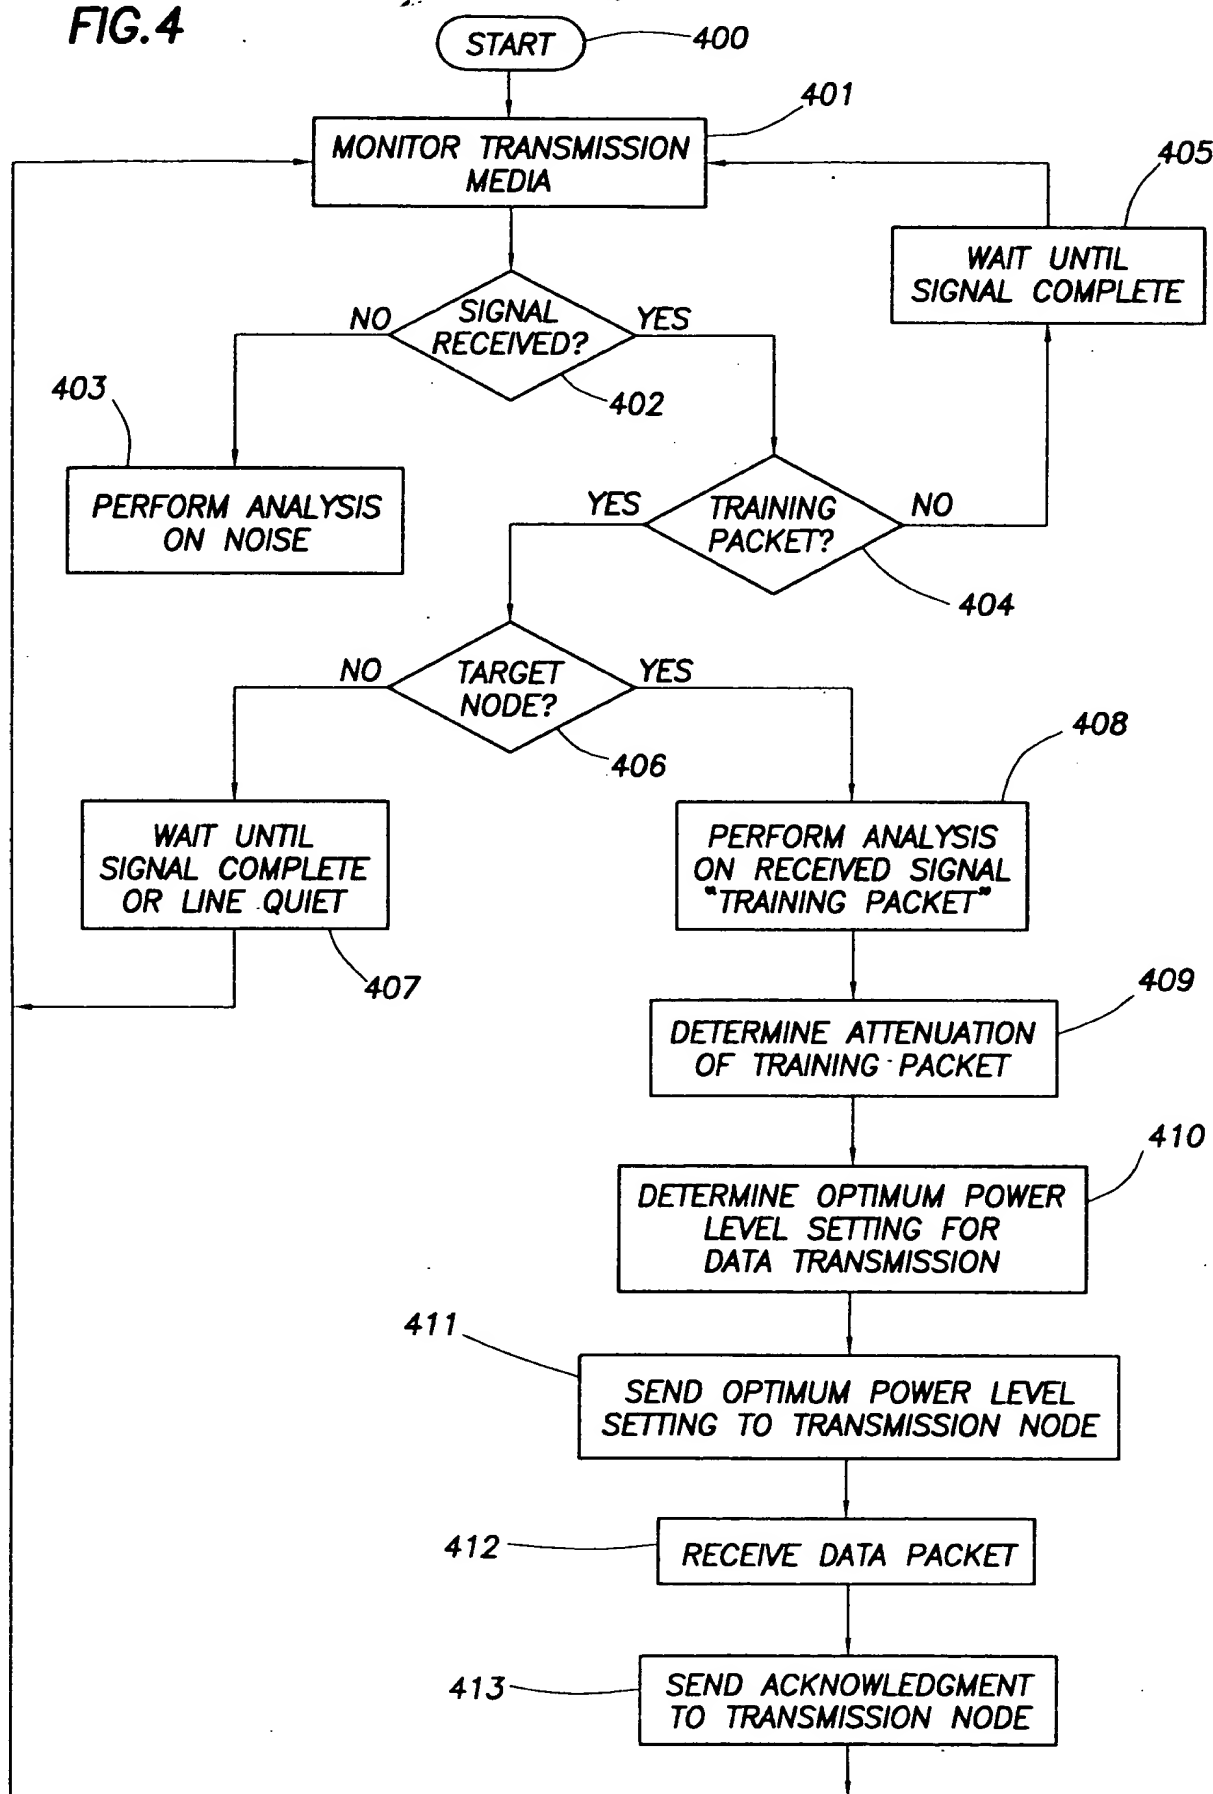 FIG.4
START
400
401
MONITOR TRANSMISSION
MEDIA
405
WAIT UNTIL
SIGNAL COMPLETE
NO
SIGNAL
RECEIVED?
YES
402
403
PERFORM ANALYSIS
ON NOISE
YES
TRAINING
PACKET?
NO
404
NO
TARGET
NODE?
YES
406
408
WAIT UNTIL
SIGNAL COMPLETE
OR LINE QUIET
407
PERFORM ANALYSIS
ON RECEIVED SIGNAL
"TRAINING PACKET"
409
DETERMINE ATTENUATION
OF TRAINING PACKET
410
DETERMINE OPTIMUM POWER
LEVEL SETTING FOR
DATA TRANSMISSION
411
SEND OPTIMUM POWER LEVEL
SETTING TO TRANSMISSION NODE
412
RECEIVE DATA PACKET
413
SEND ACKNOWLEDGMENT
TO TRANSMISSION NODE